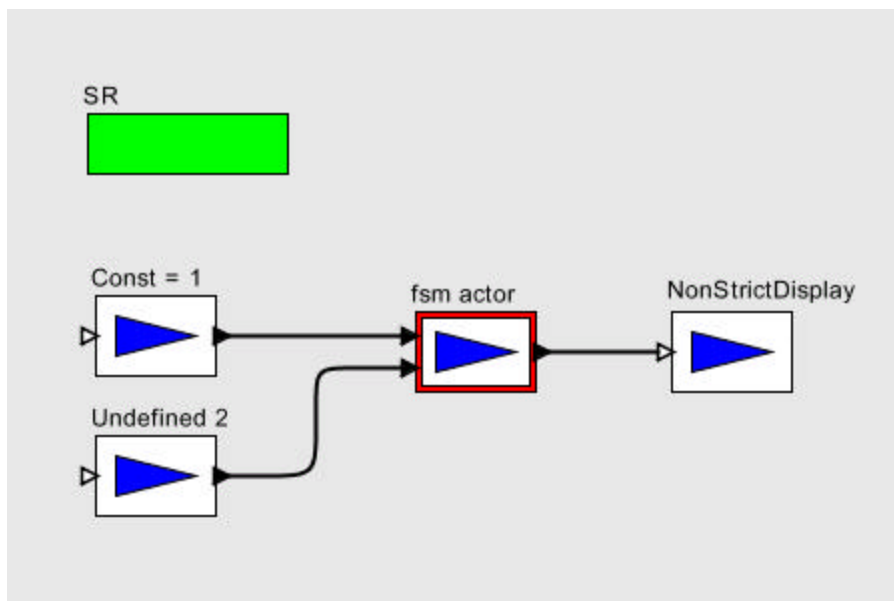 SR
Const = 1
fsm actor
NonStrictDisplay
Undefined 2